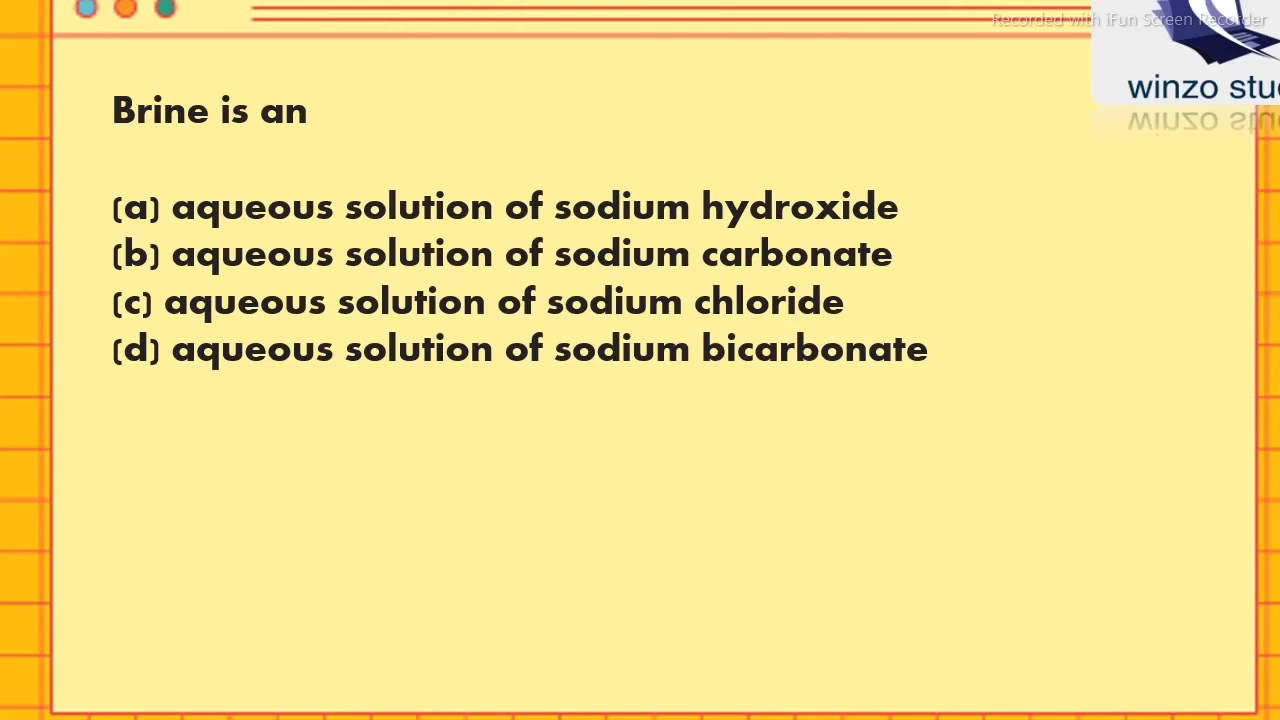 Recorded with iFun Screen Recorder
winzo stu
Brine is an
(a) aqueous solution of sodium hydroxide
(b) aqueous solution of sodium carbonate
(c) aqueous solution of sodium chloride
(d) aqueous solution of sodium bicarbonate